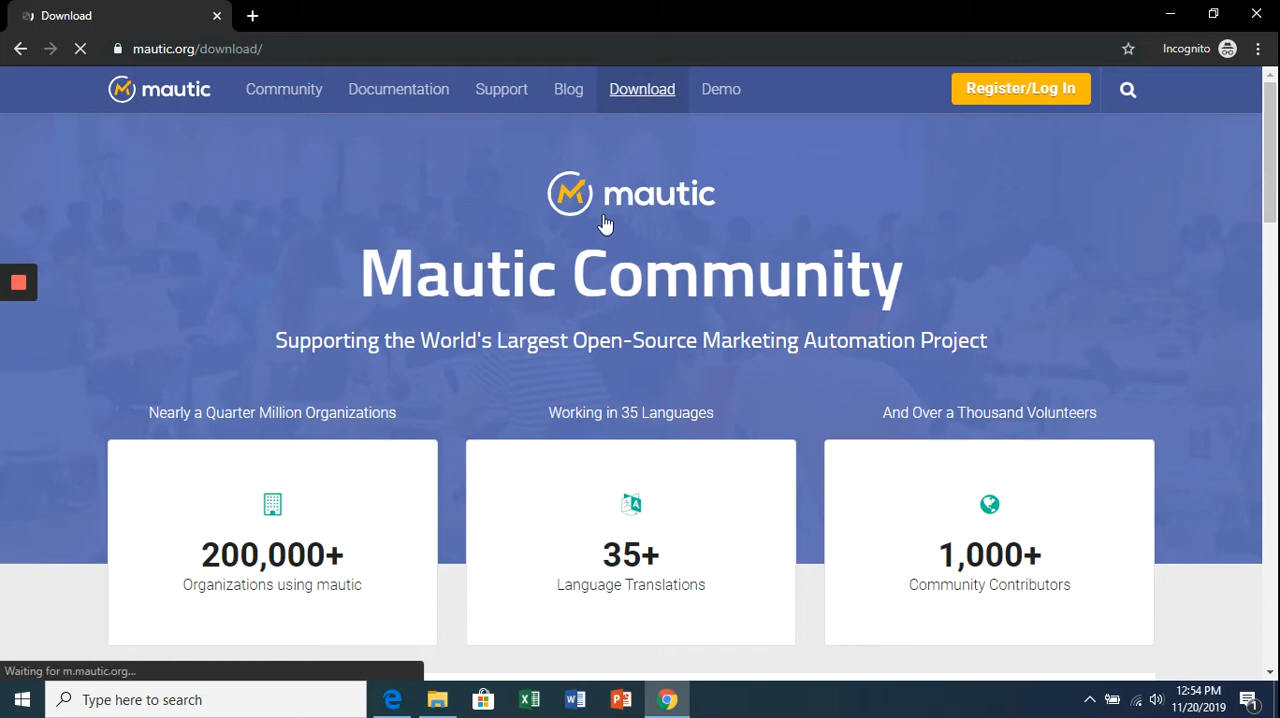 Download
mautic.org/download/
Incognito
mautic
Community
Documentation
Support
Blog
Download
Demo
Register/Log In
mautic
Mautic Community
Supporting the World's Largest Open-Source Marketing Automation Project
Nearly a Quarter Million Organizations
Working in 35 Languages
And Over a Thousand Volunteers
200,000+
Organizations using mautic
35+
Language Translations
1,000+
Community Contributors
Waiting for m.mautic.org...
Type here to search
12:54 PM
11/20/2019
1